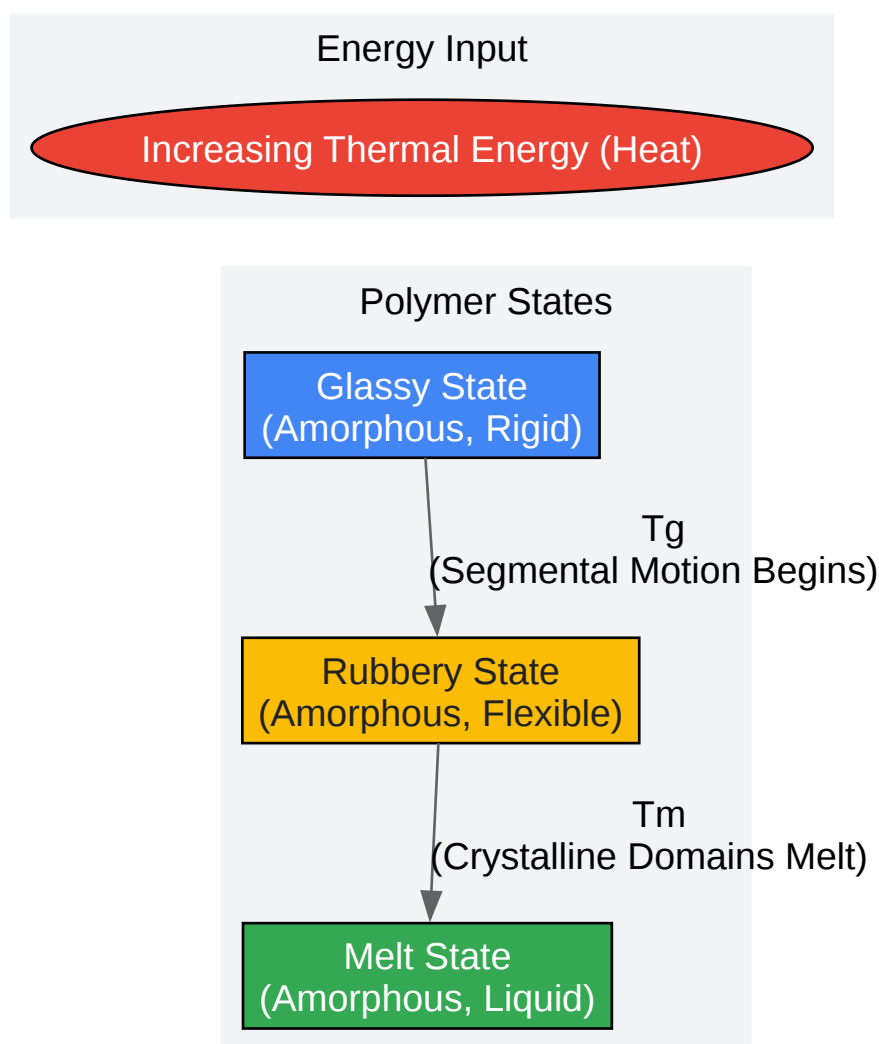 Energy Input
Increasing Thermal Energy (Heat)
Polymer States
Glassy State
(Amorphous, Rigid)
Tg
(Segmental Motion Begins)
Rubbery State
(Amorphous, Flexible)
Tm
(Crystalline Domains Melt)
Melt State
(Amorphous, Liquid)